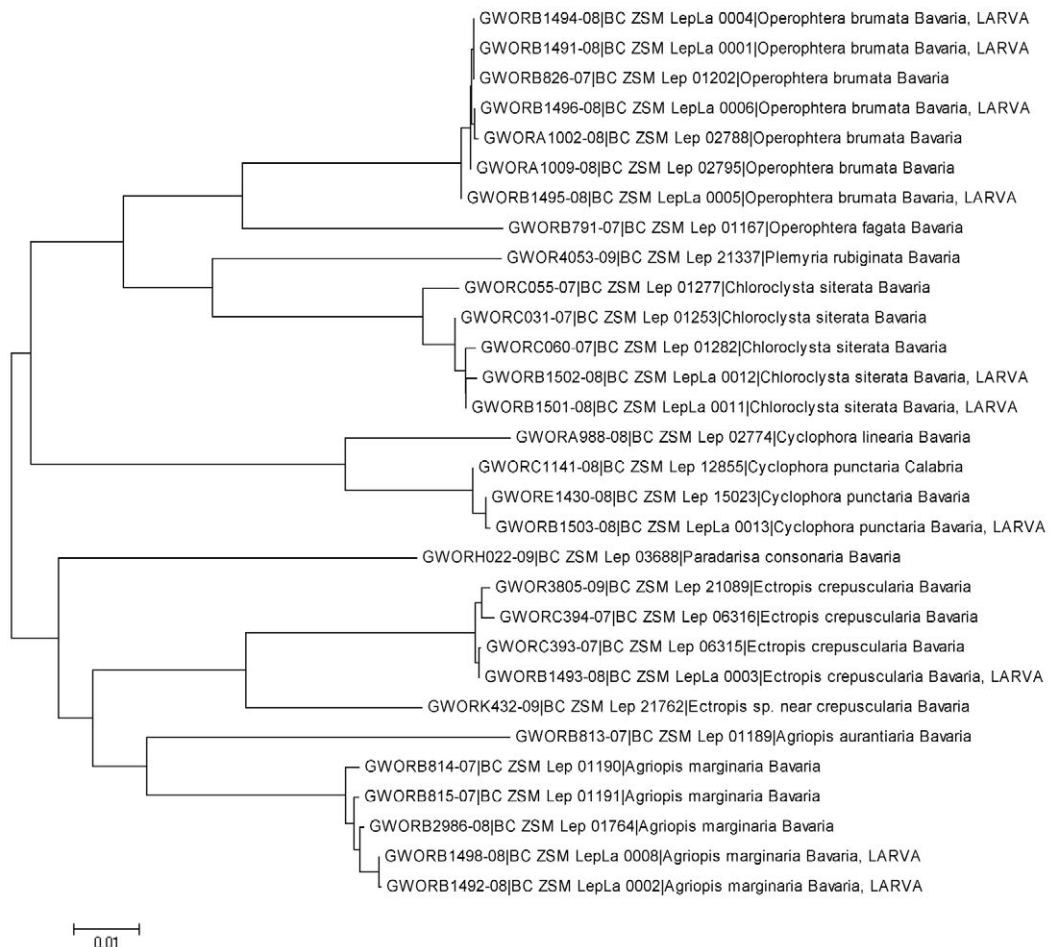 GWORB1494-08|BC ZSM LepLa 0004|Operophtera brumata Bavaria, LARVA
GWORB1491-08|BC ZSM LepLa 0001|Operophtera brumata Bavaria, LARVA
GWORB826-07|BC ZSM Lep 01202|Operophtera brumata Bavaria
GWORB1496-08|BC ZSM LepLa 0006|Operophtera brumata Bavaria, LARVA
GWORA1002-08|BC ZSM Lep 02788|Operophtera brumata Bavaria
GWORA1009-08|BC ZSM Lep 02795|Operophtera brumata Bavaria
GWORB1495-08|BC ZSM LepLa 0005|Operophtera brumata Bavaria, LARVA
GWORB791-07|BC ZSM Lep 01167|Operophtera fagata Bavaria
GWOR4053-09|BC ZSM Lep 21337|Plemyria rubiginata Bavaria
GWORC055-07|BC ZSM Lep 01277|Chloroclysta siterata Bavaria
GWORC031-07|BC ZSM Lep 01253|Chloroclysta siterata Bavaria
GWORC060-07|BC ZSM Lep 01282|Chloroclysta siterata Bavaria
GWORB1502-08|BC ZSM LepLa 0012|Chloroclysta siterata Bavaria, LARVA
GWORB1501-08|BC ZSM LepLa 0011|Chloroclysta siterata Bavaria, LARVA
GWORA988-08|BC ZSM Lep 02774|Cyclophora linearia Bavaria
GWORC1141-08|BC ZSM Lep 12855|Cyclophora punctaria Calabria
GWORE1430-08|BC ZSM Lep 15023|Cyclophora punctaria Bavaria
GWORB1503-08|BC ZSM LepLa 0013|Cyclophora punctaria Bavaria, LARVA
GWORH022-09|BC ZSM Lep 03688|Paradarisa consonaria Bavaria
GWOR3805-09|BC ZSM Lep 21089|Ectropis crepuscularia Bavaria
GWORC394-07|BC ZSM Lep 06316|Ectropis crepuscularia Bavaria
GWORC393-07|BC ZSM Lep 06315|Ectropis crepuscularia Bavaria
GWORB1493-08|BC ZSM LepLa 0003|Ectropis crepuscularia Bavaria, LARVA
GWORK432-09|BC ZSM Lep 21762|Ectropis sp. near crepuscularia Bavaria
GWORB813-07|BC ZSM Lep 01189|Agriopis aurantiaria Bavaria
GWORB814-07|BC ZSM Lep 01190|Agriopis marginaria Bavaria
GWORB815-07|BC ZSM Lep 01191|Agriopis marginaria Bavaria
GWORB2986-08|BC ZSM Lep 01764|Agriopis marginaria Bavaria
GWORB1498-08|BC ZSM LepLa 0008|Agriopis marginaria Bavaria, LARVA
GWORB1492-08|BC ZSM LepLa 0002|Agriopis marginaria Bavaria, LARVA
0.01